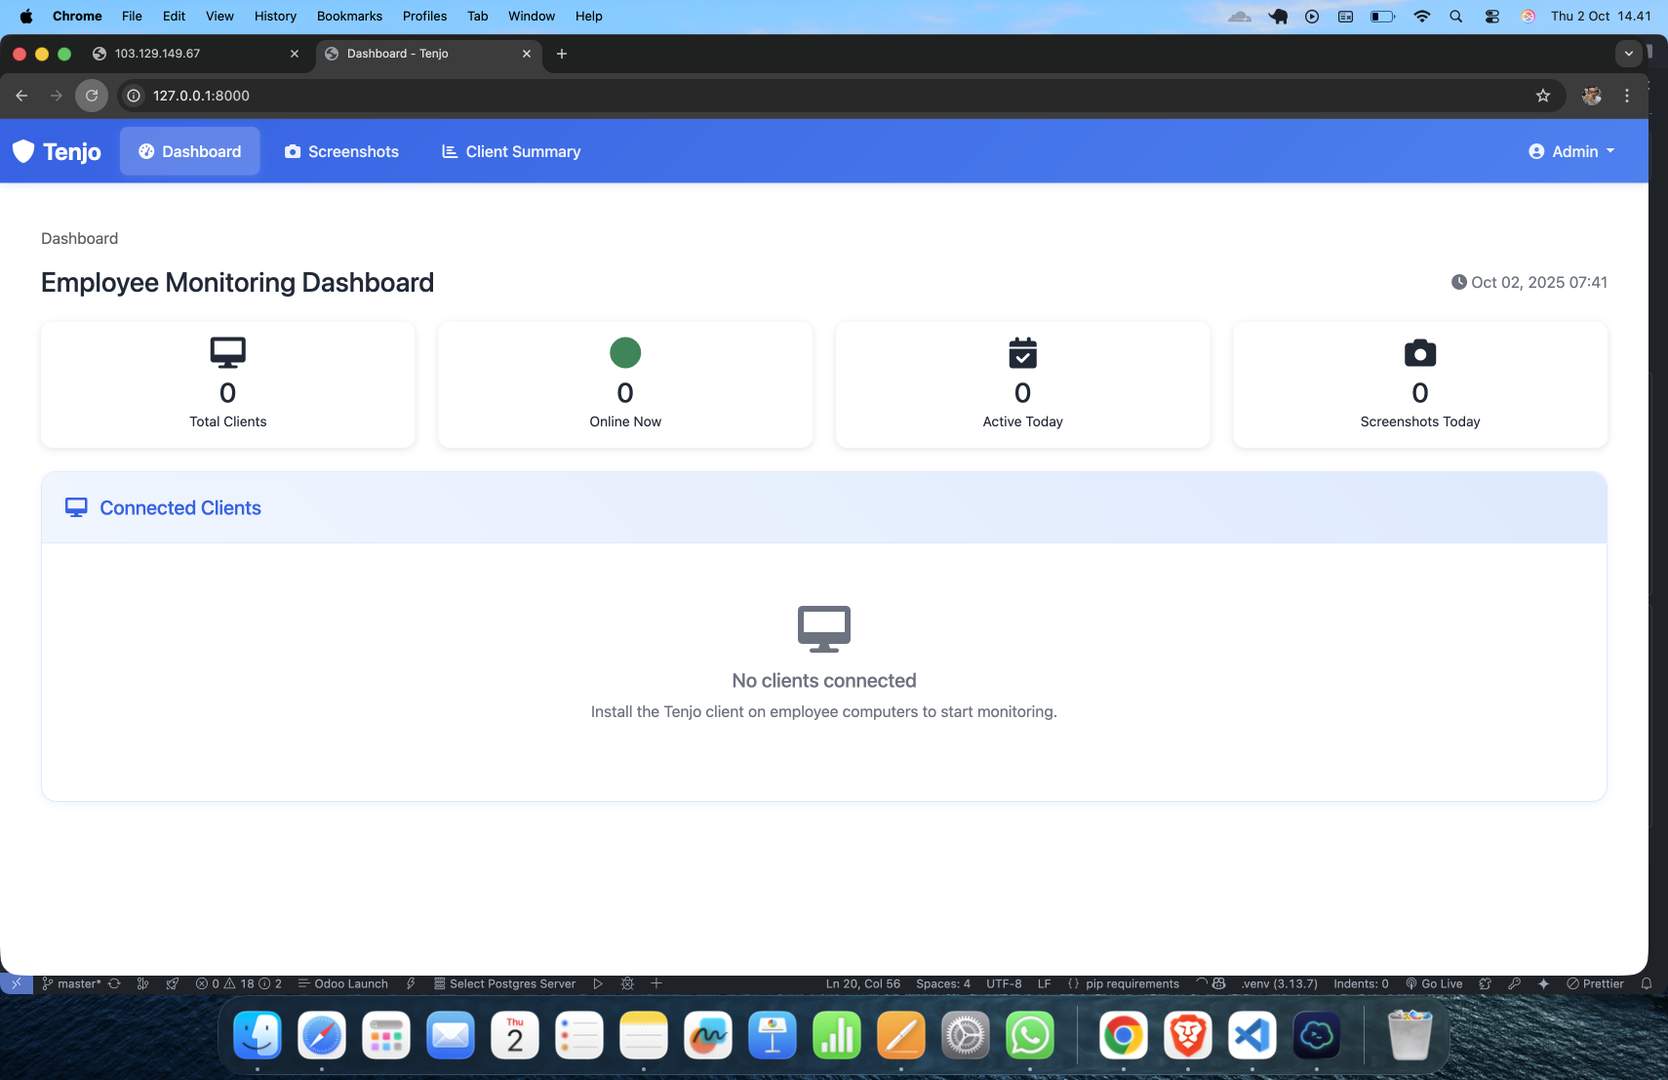 Chrome File Edit View History Bookmarks Profiles Tab Window Help Thu 2 Oct 14.41
103.129.149.67 Dashboard - Tenjo
127.0.0.1:8000
Tenjo Dashboard Screenshots Client Summary Admin
Dashboard
Employee Monitoring Dashboard
Oct 02, 2025 07:41
0 0 0 0
Total Clients Online Now Active Today Screenshots Today
Connected Clients
No clients connected
Install the Tenjo client on employee computers to start monitoring.
master* 0 18 2 Odoo Launch Select Postgres Server Ln 20, Col 56 Spaces: 4 UTF-8 LF { } pip requirements .venv (3.13.7) Indents: 0 Go Live Prettier
Thu
2